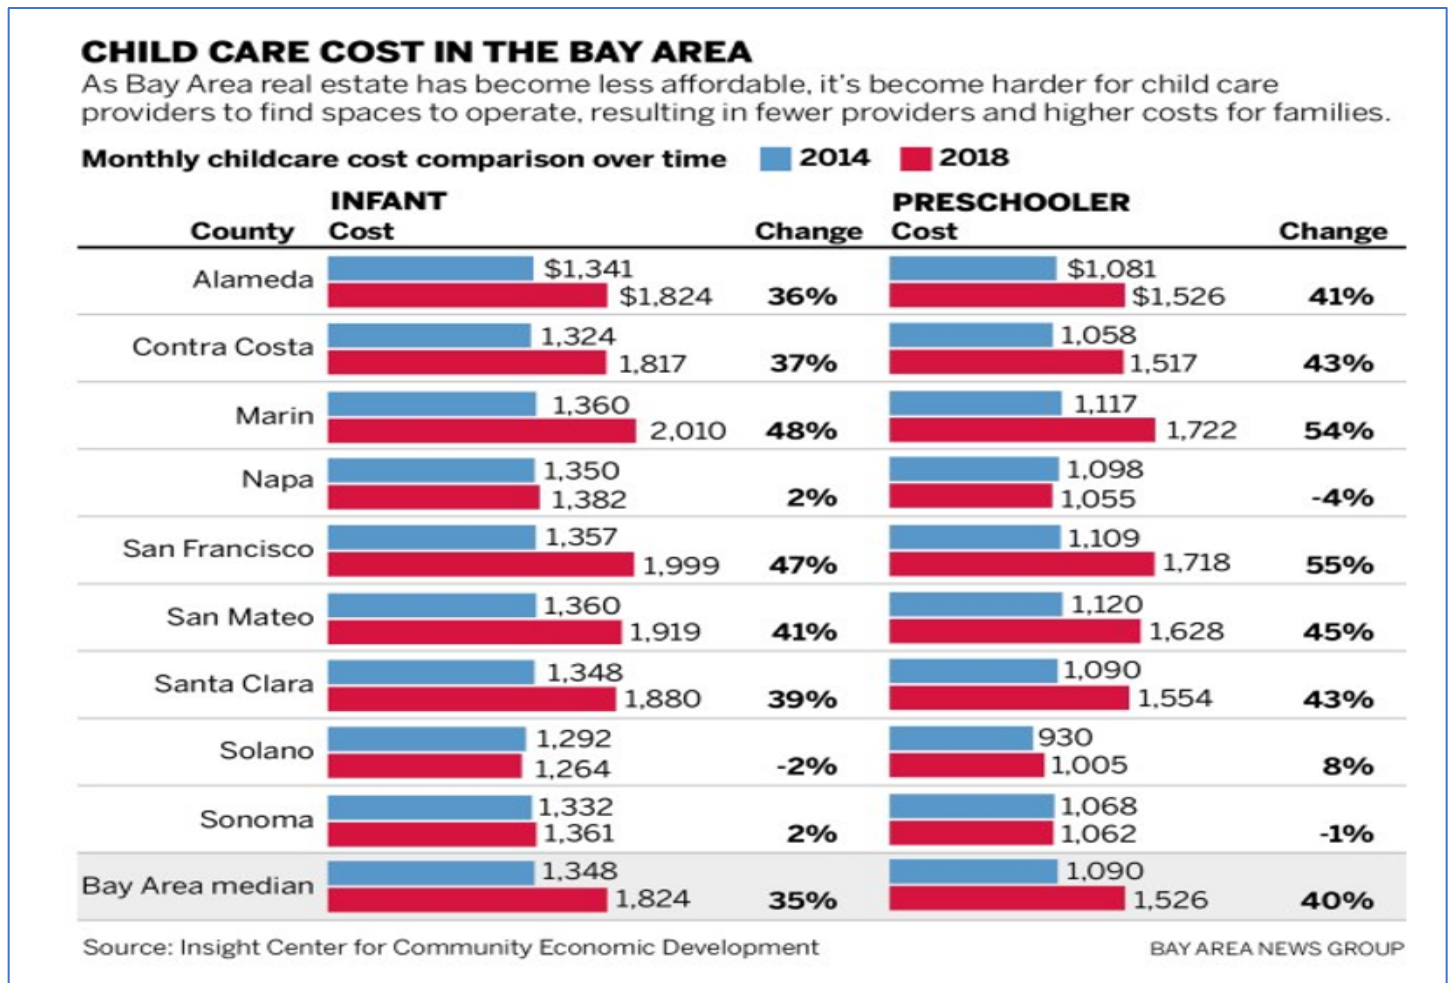 CHILD CARE COST IN THE BAY AREA
As Bay Area real estate has become less affordable, it's become harder for child care
providers to find spaces to operate, resulting in fewer providers and higher costs for families.
Monthly childcare cost comparison over time 2014 2018
INFANT PRESCHOOLER
County Cost Change Cost Change
Alameda $1,341 $1,081
$1,824 36% $1,526 41%
Contra Costa 1,324 1,058
1,817 37% 1,517 43%
Marin 1,360 1,117
2,010 48% 1,722 54%
Napa 1,350 1,098
1,382 2% 1,055 -4%
San Francisco 1,357 1,109
1,999 47% 1,718 55%
San Mateo 1,360 1,120
1,919 41% 1,628 45%
Santa Clara 1,348 1,090
1,880 39% 1,554 43%
Solano 1,292 930
1,264 -2% 1,005 8%
Sonoma 1,332 1,068
1,361 2% 1,062 -1%
Bay Area median 1,348 1,090
1,824 35% 1,526 40%
Source: Insight Center for Community Economic Development BAY AREA NEWS GROUP